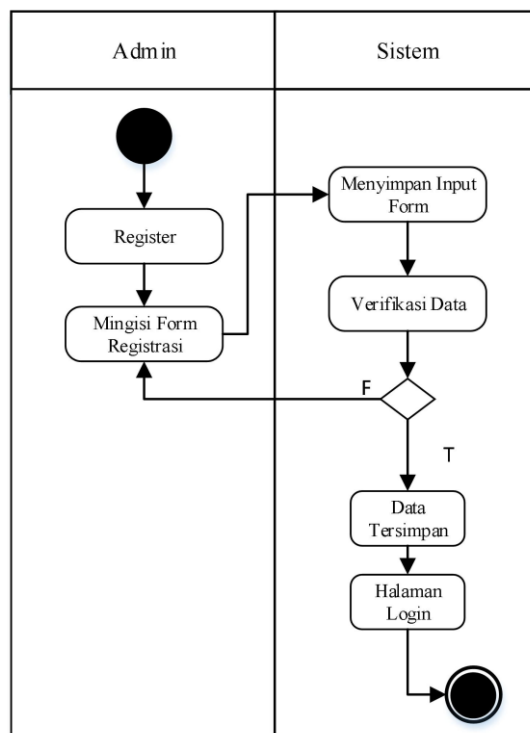 Admin
Sistem
Register
Mingisi Form
Registrasi
Menyimpan Input
Form
Verifikasi Data
F
T
Data
Tersimpan
Halaman
Login